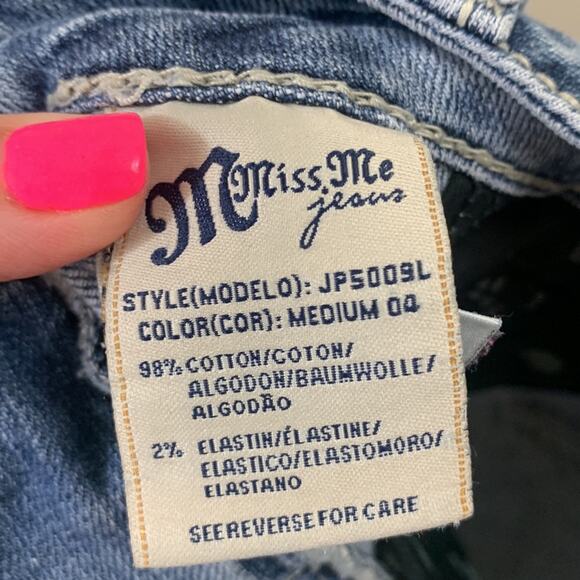 M Miss Me
jeans
STYLE(MODELO): JP5009L
COLOR(COR): MEDIUM 04
98% COTTON/COTON/
ALGODON/BAUMWOLLE/
ALGODÃO
2% ELASTIN/ÉLASTINE/
ELASTICO/ELASTOMORO/
ELASTANO
SEE REVERSE FOR CARE